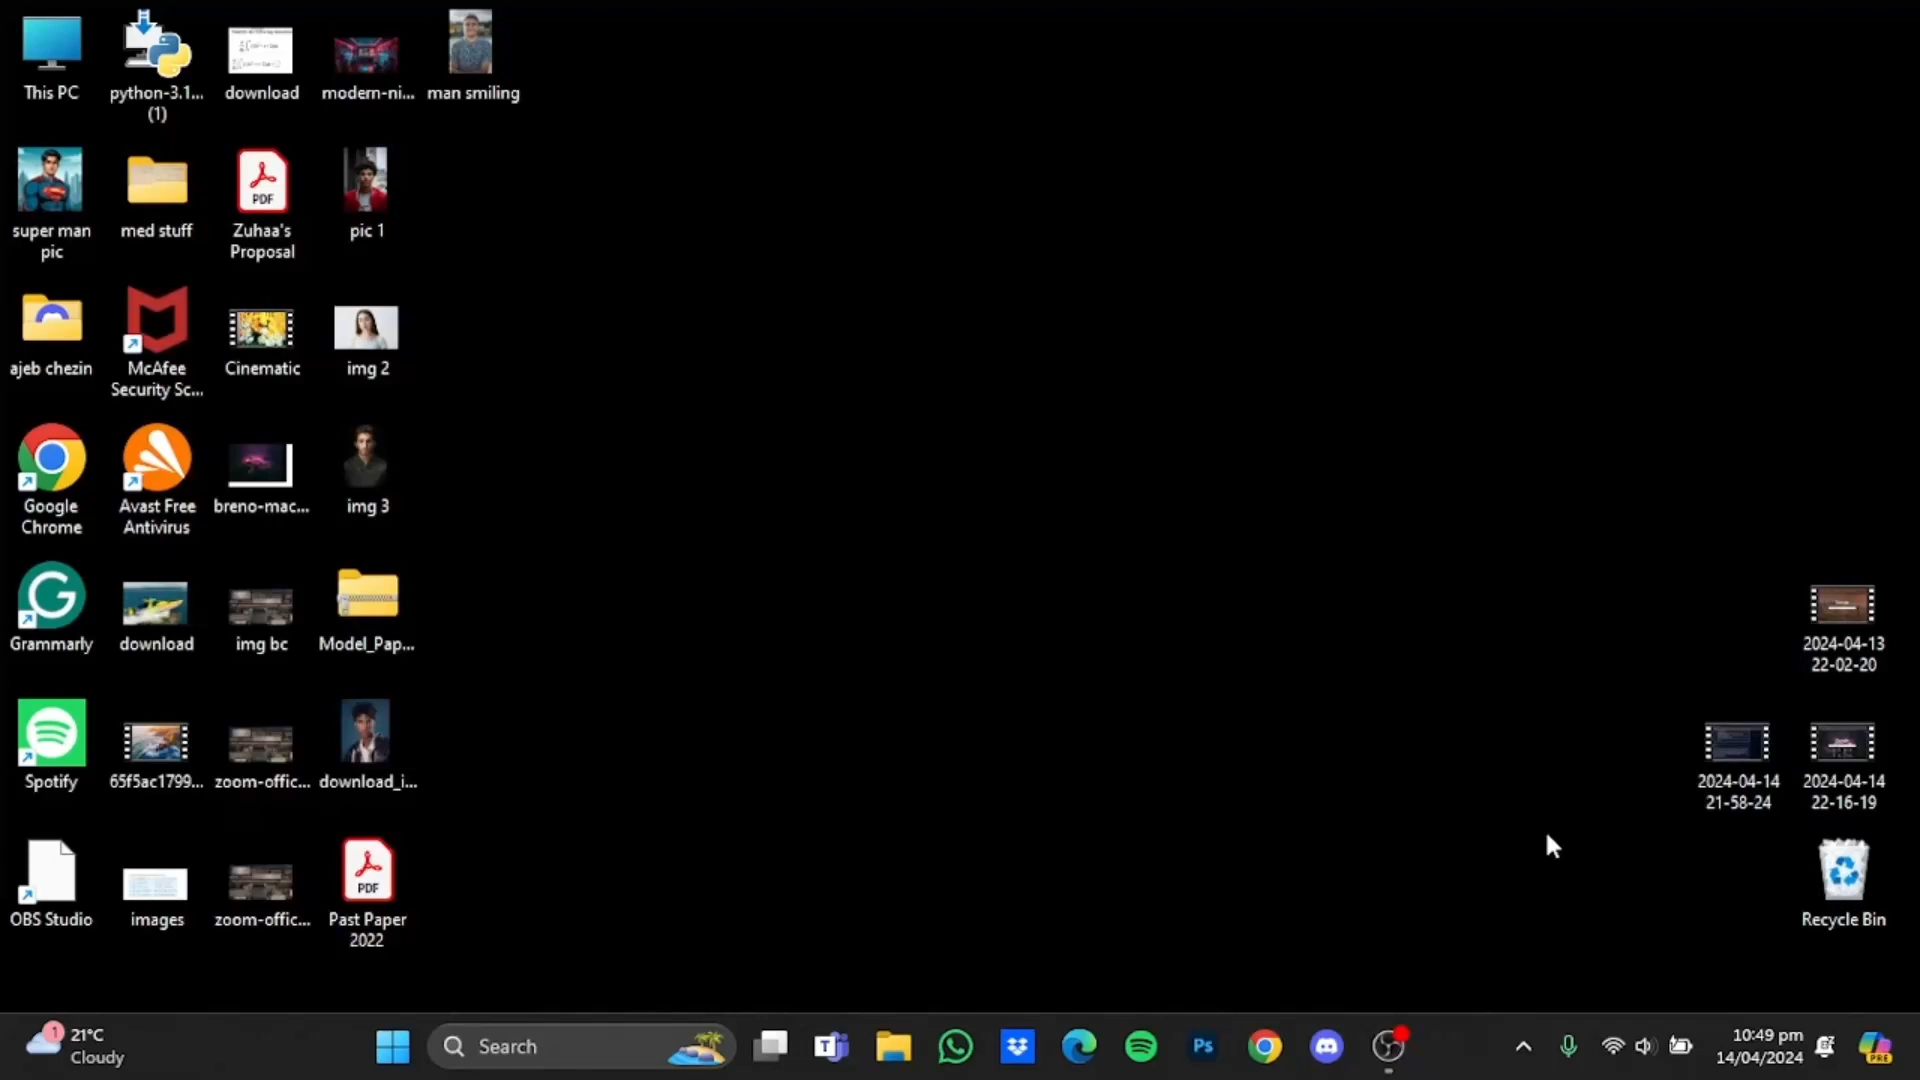 This PC
python-3.1...
(1)
download
modern-ni...
man smiling
super man
pic
med stuff
PDF
Zuhaa's
Proposal
pic 1
ajeb chezin
McAfee
Security Sc...
Cinematic
img 2
Google
Chrome
Avast Free
Antivirus
breno-mac...
img 3
Grammarly
download
img bc
Model_Pap...
2024-04-13
22-02-20
Spotify
65f5ac1799...
zoom-offic...
download_i...
2024-04-14
21-58-24
2024-04-14
22-16-19
OBS Studio
images
zoom-offic...
PDF
Past Paper
2022
Recycle Bin
1
21°C
Cloudy
Search
T
Ps
10:49 pm
14/04/2024
PRE